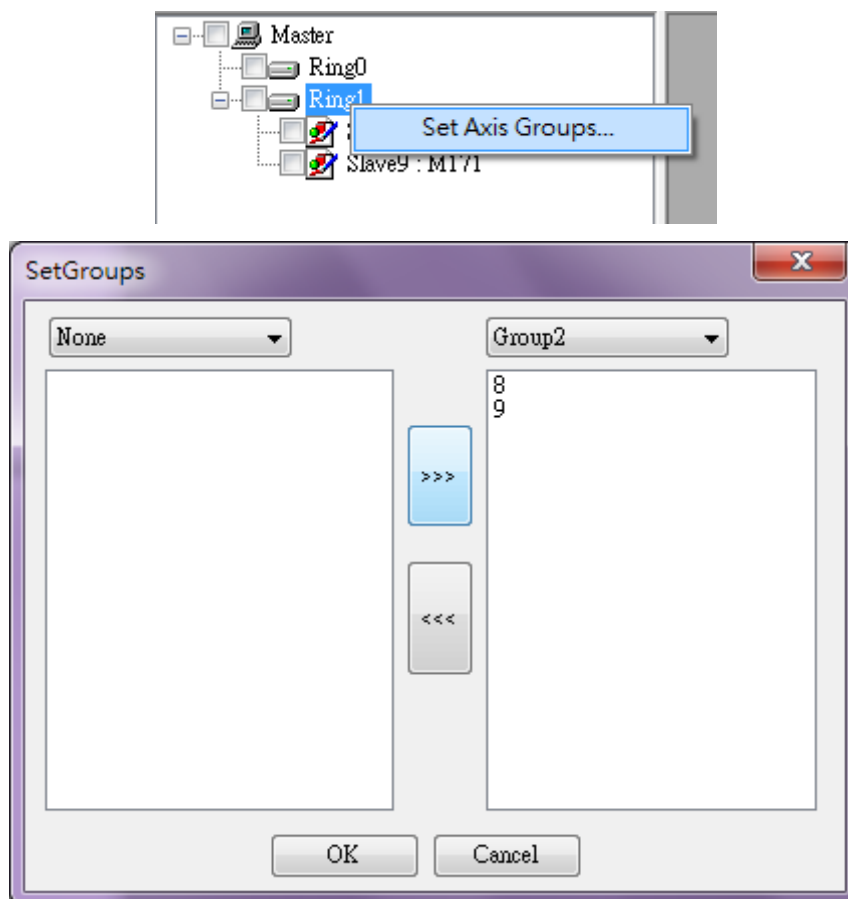 Master
Ring0
Ring1
Set Axis Groups...
Slave9 : M171
SetGroups
None
Group2
8
9
>>>
<<<
OK
Cancel